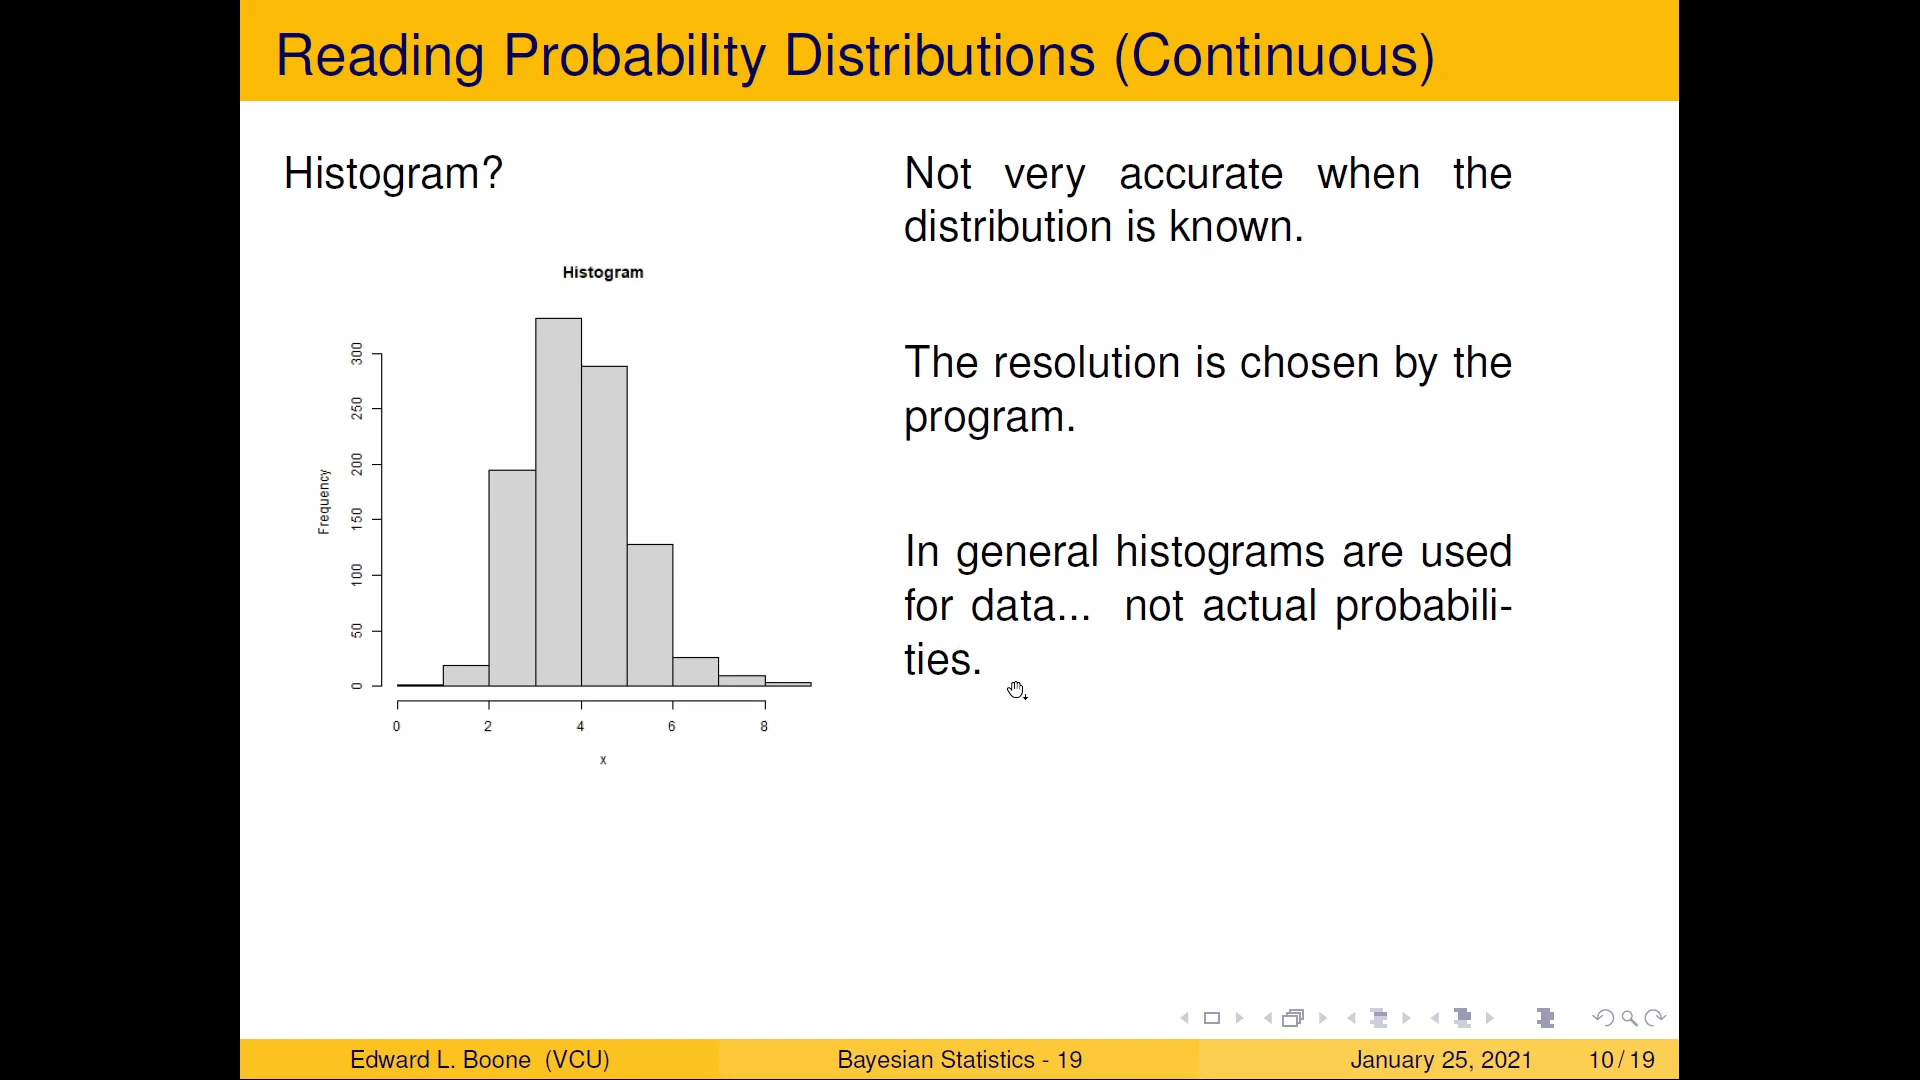 Reading Probability Distributions (Continuous)
Histogram?
Histogram
Frequency
300
250
200
150
100
50
0
0 2 4 6 8
x
Not very accurate when the
distribution is known.
The resolution is chosen by the
program.
In general histograms are used
for data... not actual probabili-
ties.
Edward L. Boone (VCU) Bayesian Statistics - 19 January 25, 2021 10 / 19